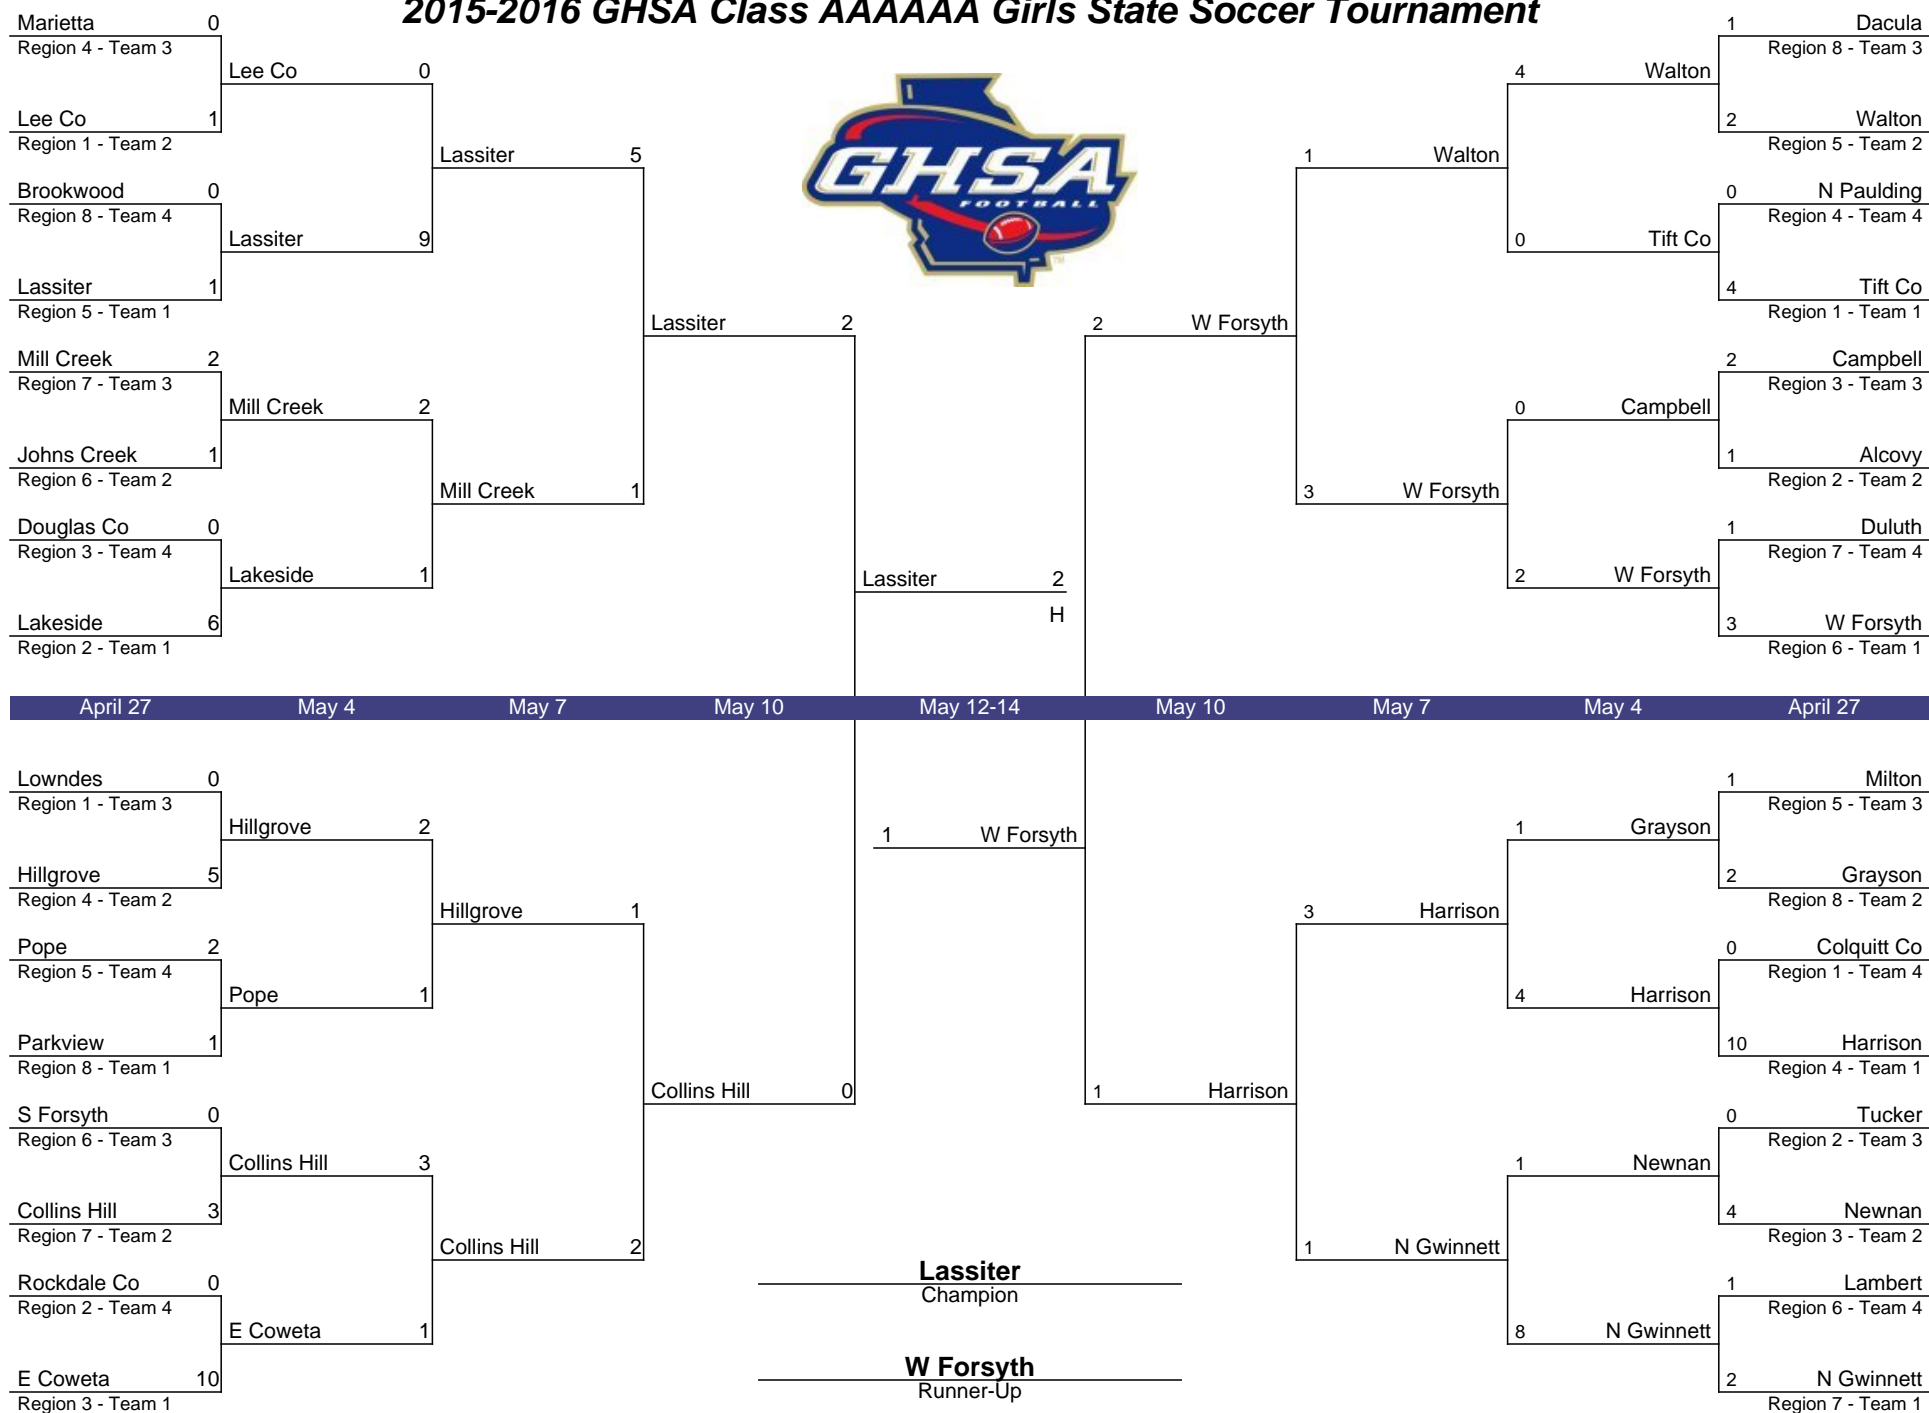 2015-2016 GHSA Class AAAAAA Girls State Soccer Tournament
GHSA
FOOTBALL
TM
Marietta 0
Region 4 - Team 3
Lee Co 0
Lee Co 1
Region 1 - Team 2
Lassiter 5
Brookwood 0
Region 8 - Team 4
Lassiter 9
Lassiter 1
Region 5 - Team 1
Lassiter 2
Mill Creek 2
Region 7 - Team 3
Mill Creek 2
Johns Creek 1
Region 6 - Team 2
Mill Creek 1
Douglas Co 0
Region 3 - Team 4
Lakeside 1
Lakeside 6
Region 2 - Team 1
Lassiter 2
H
1 Dacula
Region 8 - Team 3
4 Walton
2 Walton
Region 5 - Team 2
1 Walton
0 N Paulding
Region 4 - Team 4
0 Tift Co
4 Tift Co
Region 1 - Team 1
2 W Forsyth
2 Campbell
Region 3 - Team 3
0 Campbell
1 Alcovy
Region 2 - Team 2
3 W Forsyth
1 Duluth
Region 7 - Team 4
2 W Forsyth
3 W Forsyth
Region 6 - Team 1
April 27 May 4 May 7 May 10 May 12-14 May 10 May 7 May 4 April 27
Lowndes 0
Region 1 - Team 3
Hillgrove 2
Hillgrove 5
Region 4 - Team 2
Hillgrove 1
Pope 2
Region 5 - Team 4
Pope 1
Parkview 1
Region 8 - Team 1
Collins Hill 0
S Forsyth 0
Region 6 - Team 3
Collins Hill 3
Collins Hill 3
Region 7 - Team 2
Collins Hill 2
Rockdale Co 0
Region 2 - Team 4
E Coweta 1
E Coweta 10
Region 3 - Team 1
1 W Forsyth
1 Milton
Region 5 - Team 3
1 Grayson
2 Grayson
Region 8 - Team 2
3 Harrison
0 Colquitt Co
Region 1 - Team 4
4 Harrison
10 Harrison
Region 4 - Team 1
1 Harrison
0 Tucker
Region 2 - Team 3
1 Newnan
4 Newnan
Region 3 - Team 2
1 N Gwinnett
1 Lambert
Region 6 - Team 4
8 N Gwinnett
2 N Gwinnett
Region 7 - Team 1
Lassiter
Champion
W Forsyth
Runner-Up